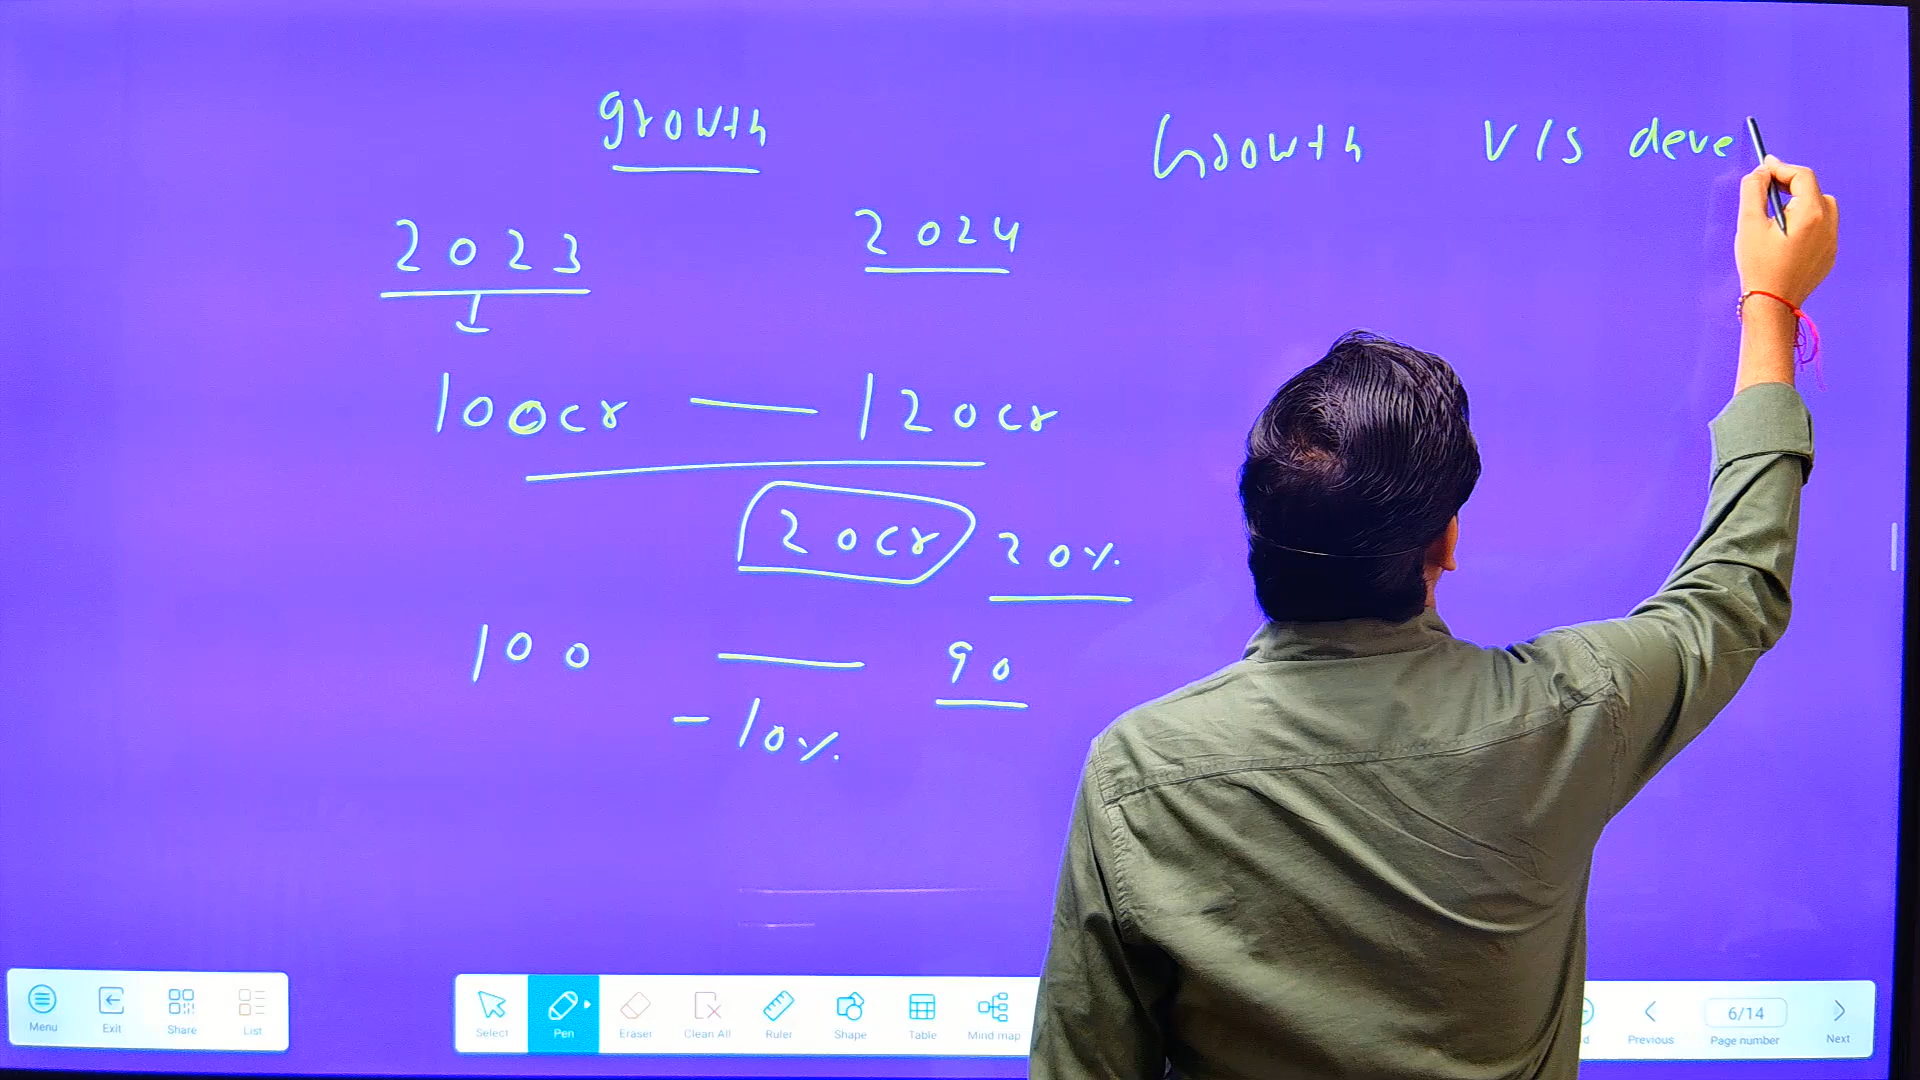 growth
Growth v/s deve
2023 2024
100cr — 120cr
20cr 20%
100 — 90
- 10%
Menu Exit Share List
Select Pen Eraser Clean All Ruler Shape Table Mind map
Previous 6/14 Page number Next